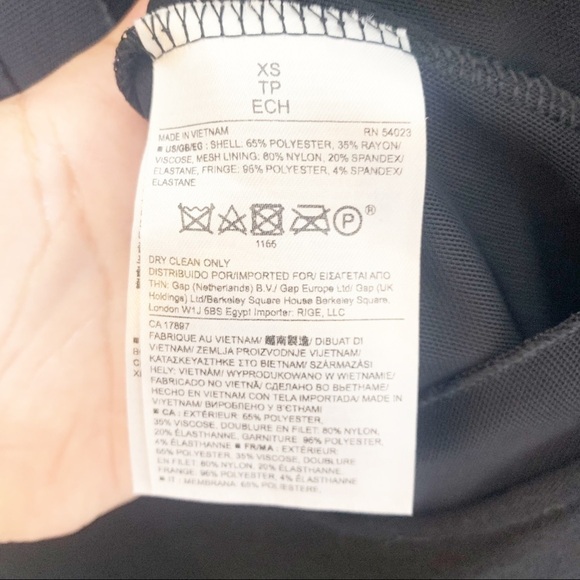 XS
TP
ECH
MADE IN VIETNAM RN 54023
■ US/GB/EG : SHELL: 65% POLYESTER, 35% RAYON/
VISCOSE, MESH LINING: 80% NYLON, 20% SPANDEX/
ELASTANE, FRINGE: 96% POLYESTER, 4% SPANDEX/
ELASTANE
P ®
1166
DRY CLEAN ONLY
DISTRIBUIDO POR/IMPORTED FOR/ ΕΙΣΑΓΕΤΑΙ ΑΠΟ
ΤΗΝ: Gap (Netherlands) B.V./ Gap Europe Ltd/ Gap (UK
Holdings) Ltd/Berkeley Square House Berkeley Square,
London W1J 6BS Egypt Importer: RIGE, LLC
CA 17897
FABRIQUE AU VIETNAM/ 越南製造/ DIBUAT DI
VIETNAM/ ZEMLJA PROIZVODNJE VIJETNAM/
ΚΑΤΑΣΚΕΥΑΣΤΗΚΕ ΣΤΟ ΒΙΕΤΝΑΜ/ SZÁRMAZÁSI
HELY: VIETNÁM/ WYPRODUKOWANO W WIETNAMIE/
FABRICADO NO VIETNÃ/ СДЕЛАНО ВО ВЬЕТНАМЕ/
HECHO EN VIETNAM CON TELA IMPORTADA/ MADE IN
VIYETNAM/ ВИРОБЛЕНО У В'ЄТНАМІ
■ CA : EXTÉRIEUR: 65% POLYESTER,
35% VISCOSE, DOUBLURE EN FILET: 80% NYLON,
20% ÉLASTHANNE, GARNITURE: 96% POLYESTER,
4% ÉLASTHANNE ■ FR/MA : EXTÉRIEUR:
65% POLYESTER, 35% VISCOSE, DOUBLURE
EN FILET: 80% NYLON, 20% ÉLASTHANNE,
FRANGE: 96% POLYESTER, 4% ÉLASTHANNE
■ IT : MEMBRANA: 65% POLIESTERE,